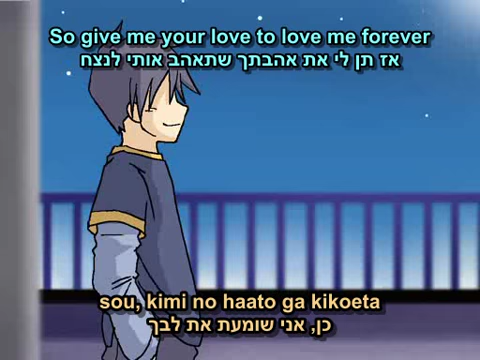 So give me your love to love me forever
אז תן לי את אהבתך שתאהב אותי לנצח
sou, kimi no haato ga kikoeta
כן, אני שומעת את לבך